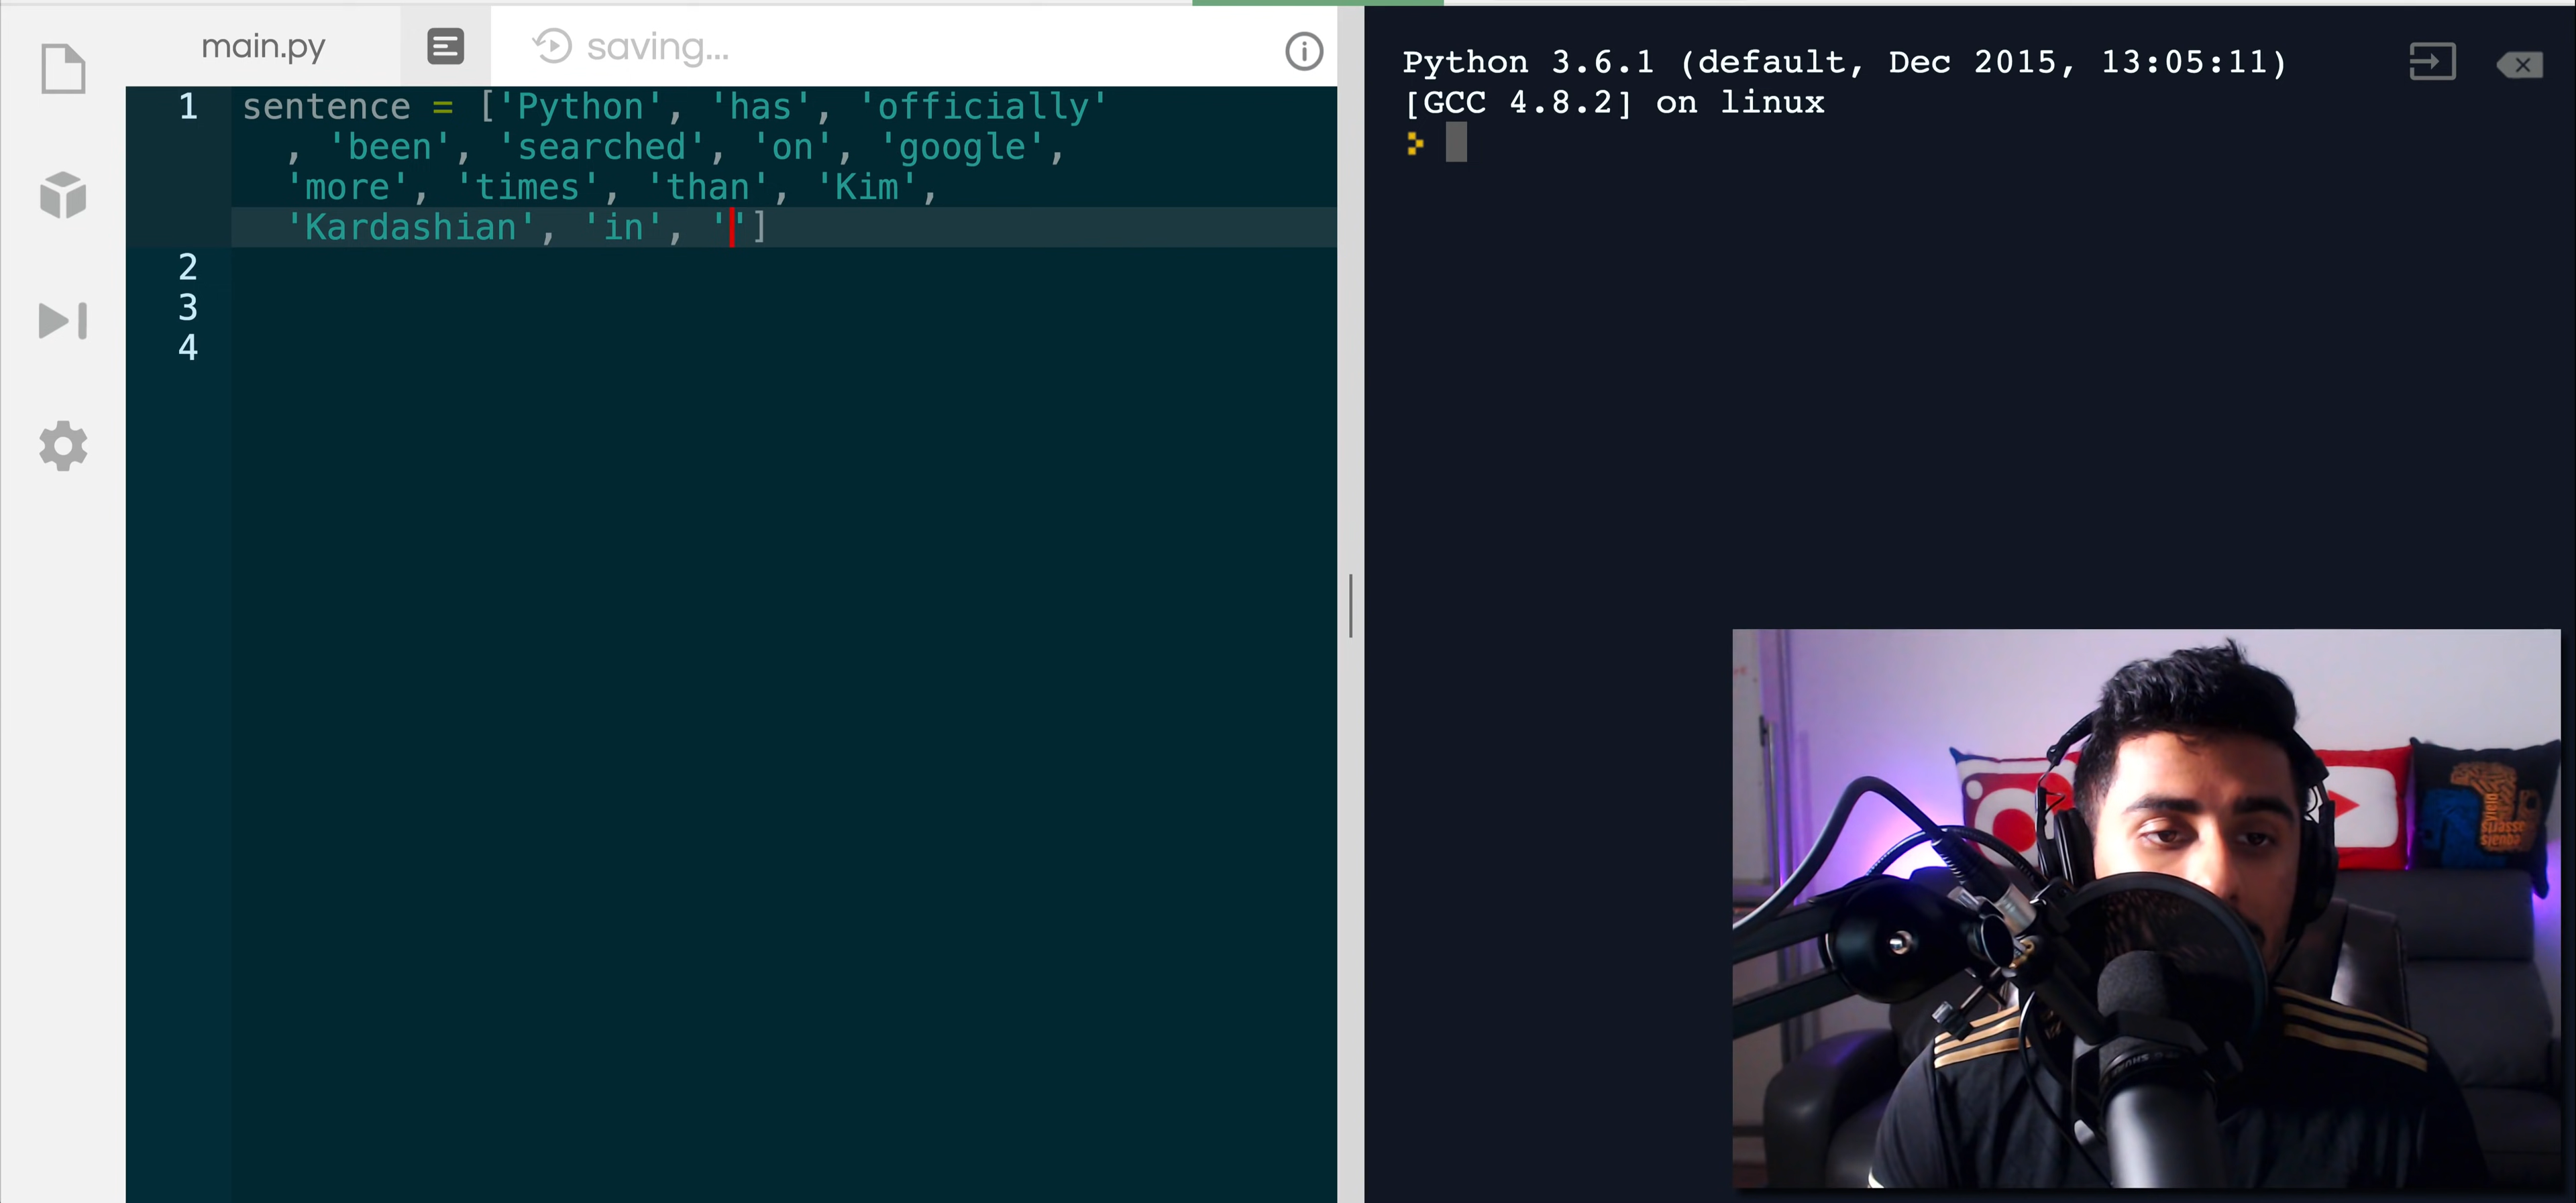 main.py
saving...
1 sentence = ['Python', 'has', 'officially'
, 'been', 'searched', 'on', 'google',
'more', 'times', 'than', 'Kim',
'Kardashian', 'in', '']
2
3
4
Python 3.6.1 (default, Dec 2015, 13:05:11)
[GCC 4.8.2] on linux